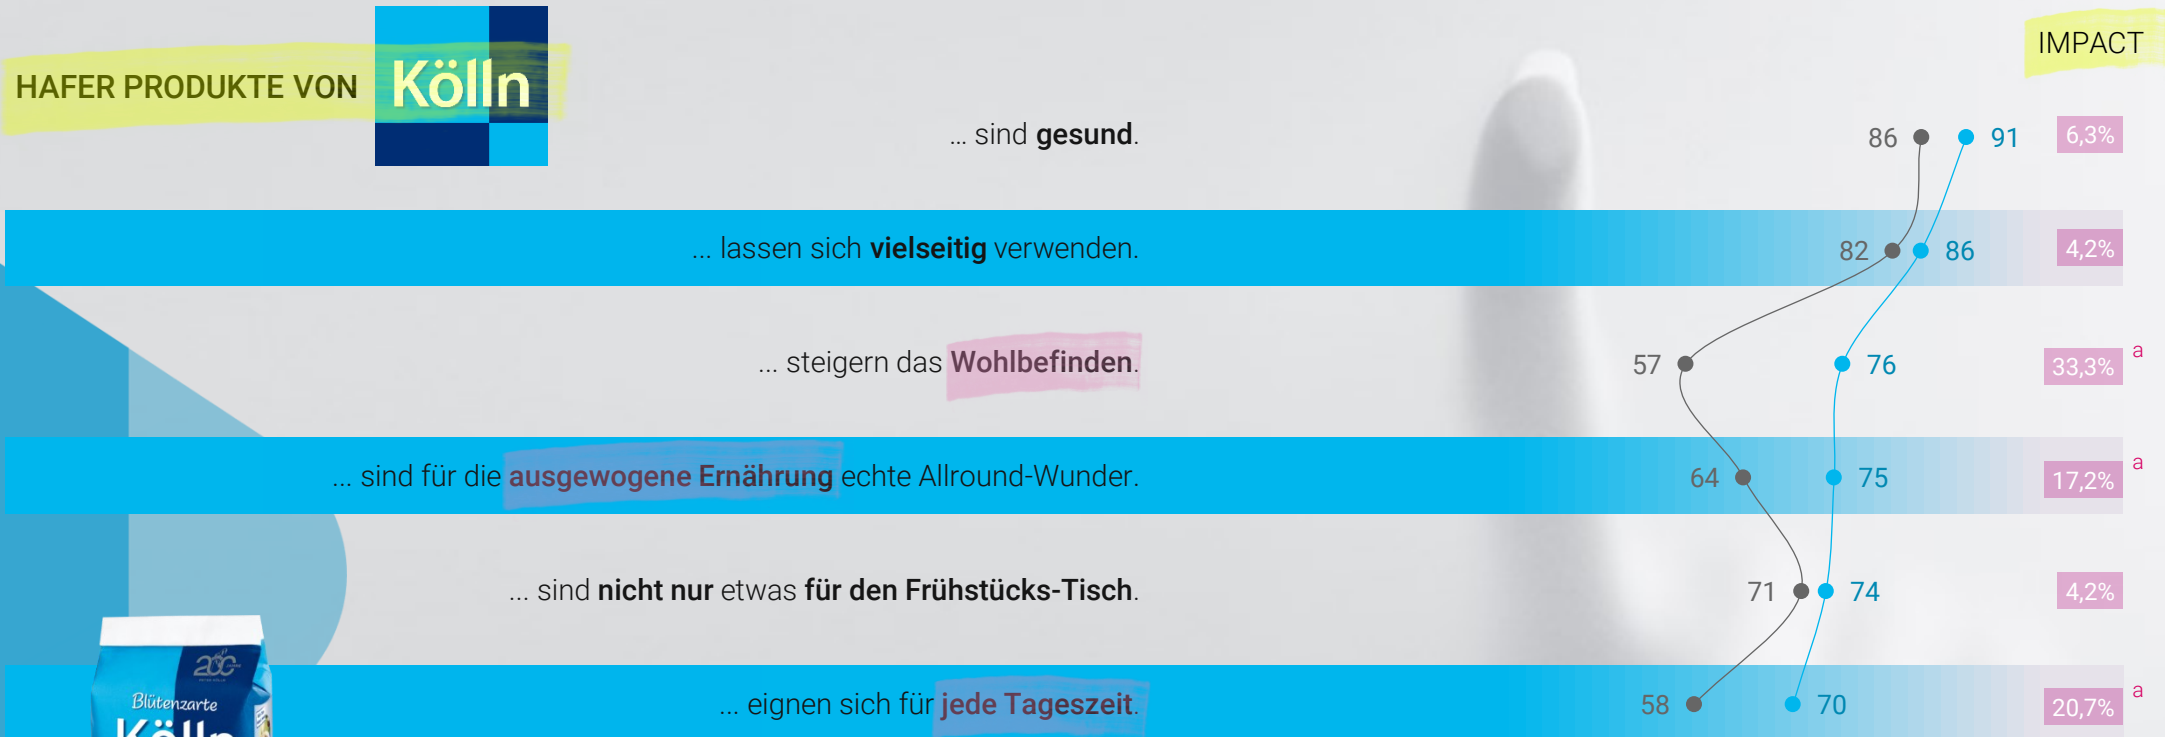 IMPACT
HAFER PRODUKTE VON Kölln
... sind gesund. 86 91 6,3%
... lassen sich vielseitig verwenden. 82 86 4,2%
... steigern das Wohlbefinden. 57 76 33,3% a
... sind für die ausgewogene Ernährung echte Allround-Wunder. 64 75 17,2% a
... sind nicht nur etwas für den Frühstücks-Tisch. 71 74 4,2%
... eignen sich für jede Tageszeit. 58 70 20,7% a
200
Blütenzarte
Kölln